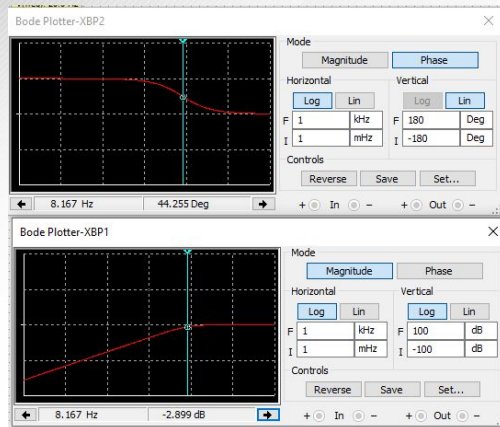 Bode Plotter-XBP2
Mode
Magnitude Phase
Horizontal Vertical
Log Lin Log Lin
F 1 kHz F 180 Deg
I 1 mHz I -180 Deg
Controls
Reverse Save Set...
8.167 Hz 44.255 Deg + In - + Out -
Bode Plotter-XBP1
Mode
Magnitude Phase
Horizontal Vertical
Log Lin Log Lin
F 1 kHz F 100 dB
I 1 mHz I -100 dB
Controls
Reverse Save Set...
8.167 Hz -2.899 dB + In - + Out -